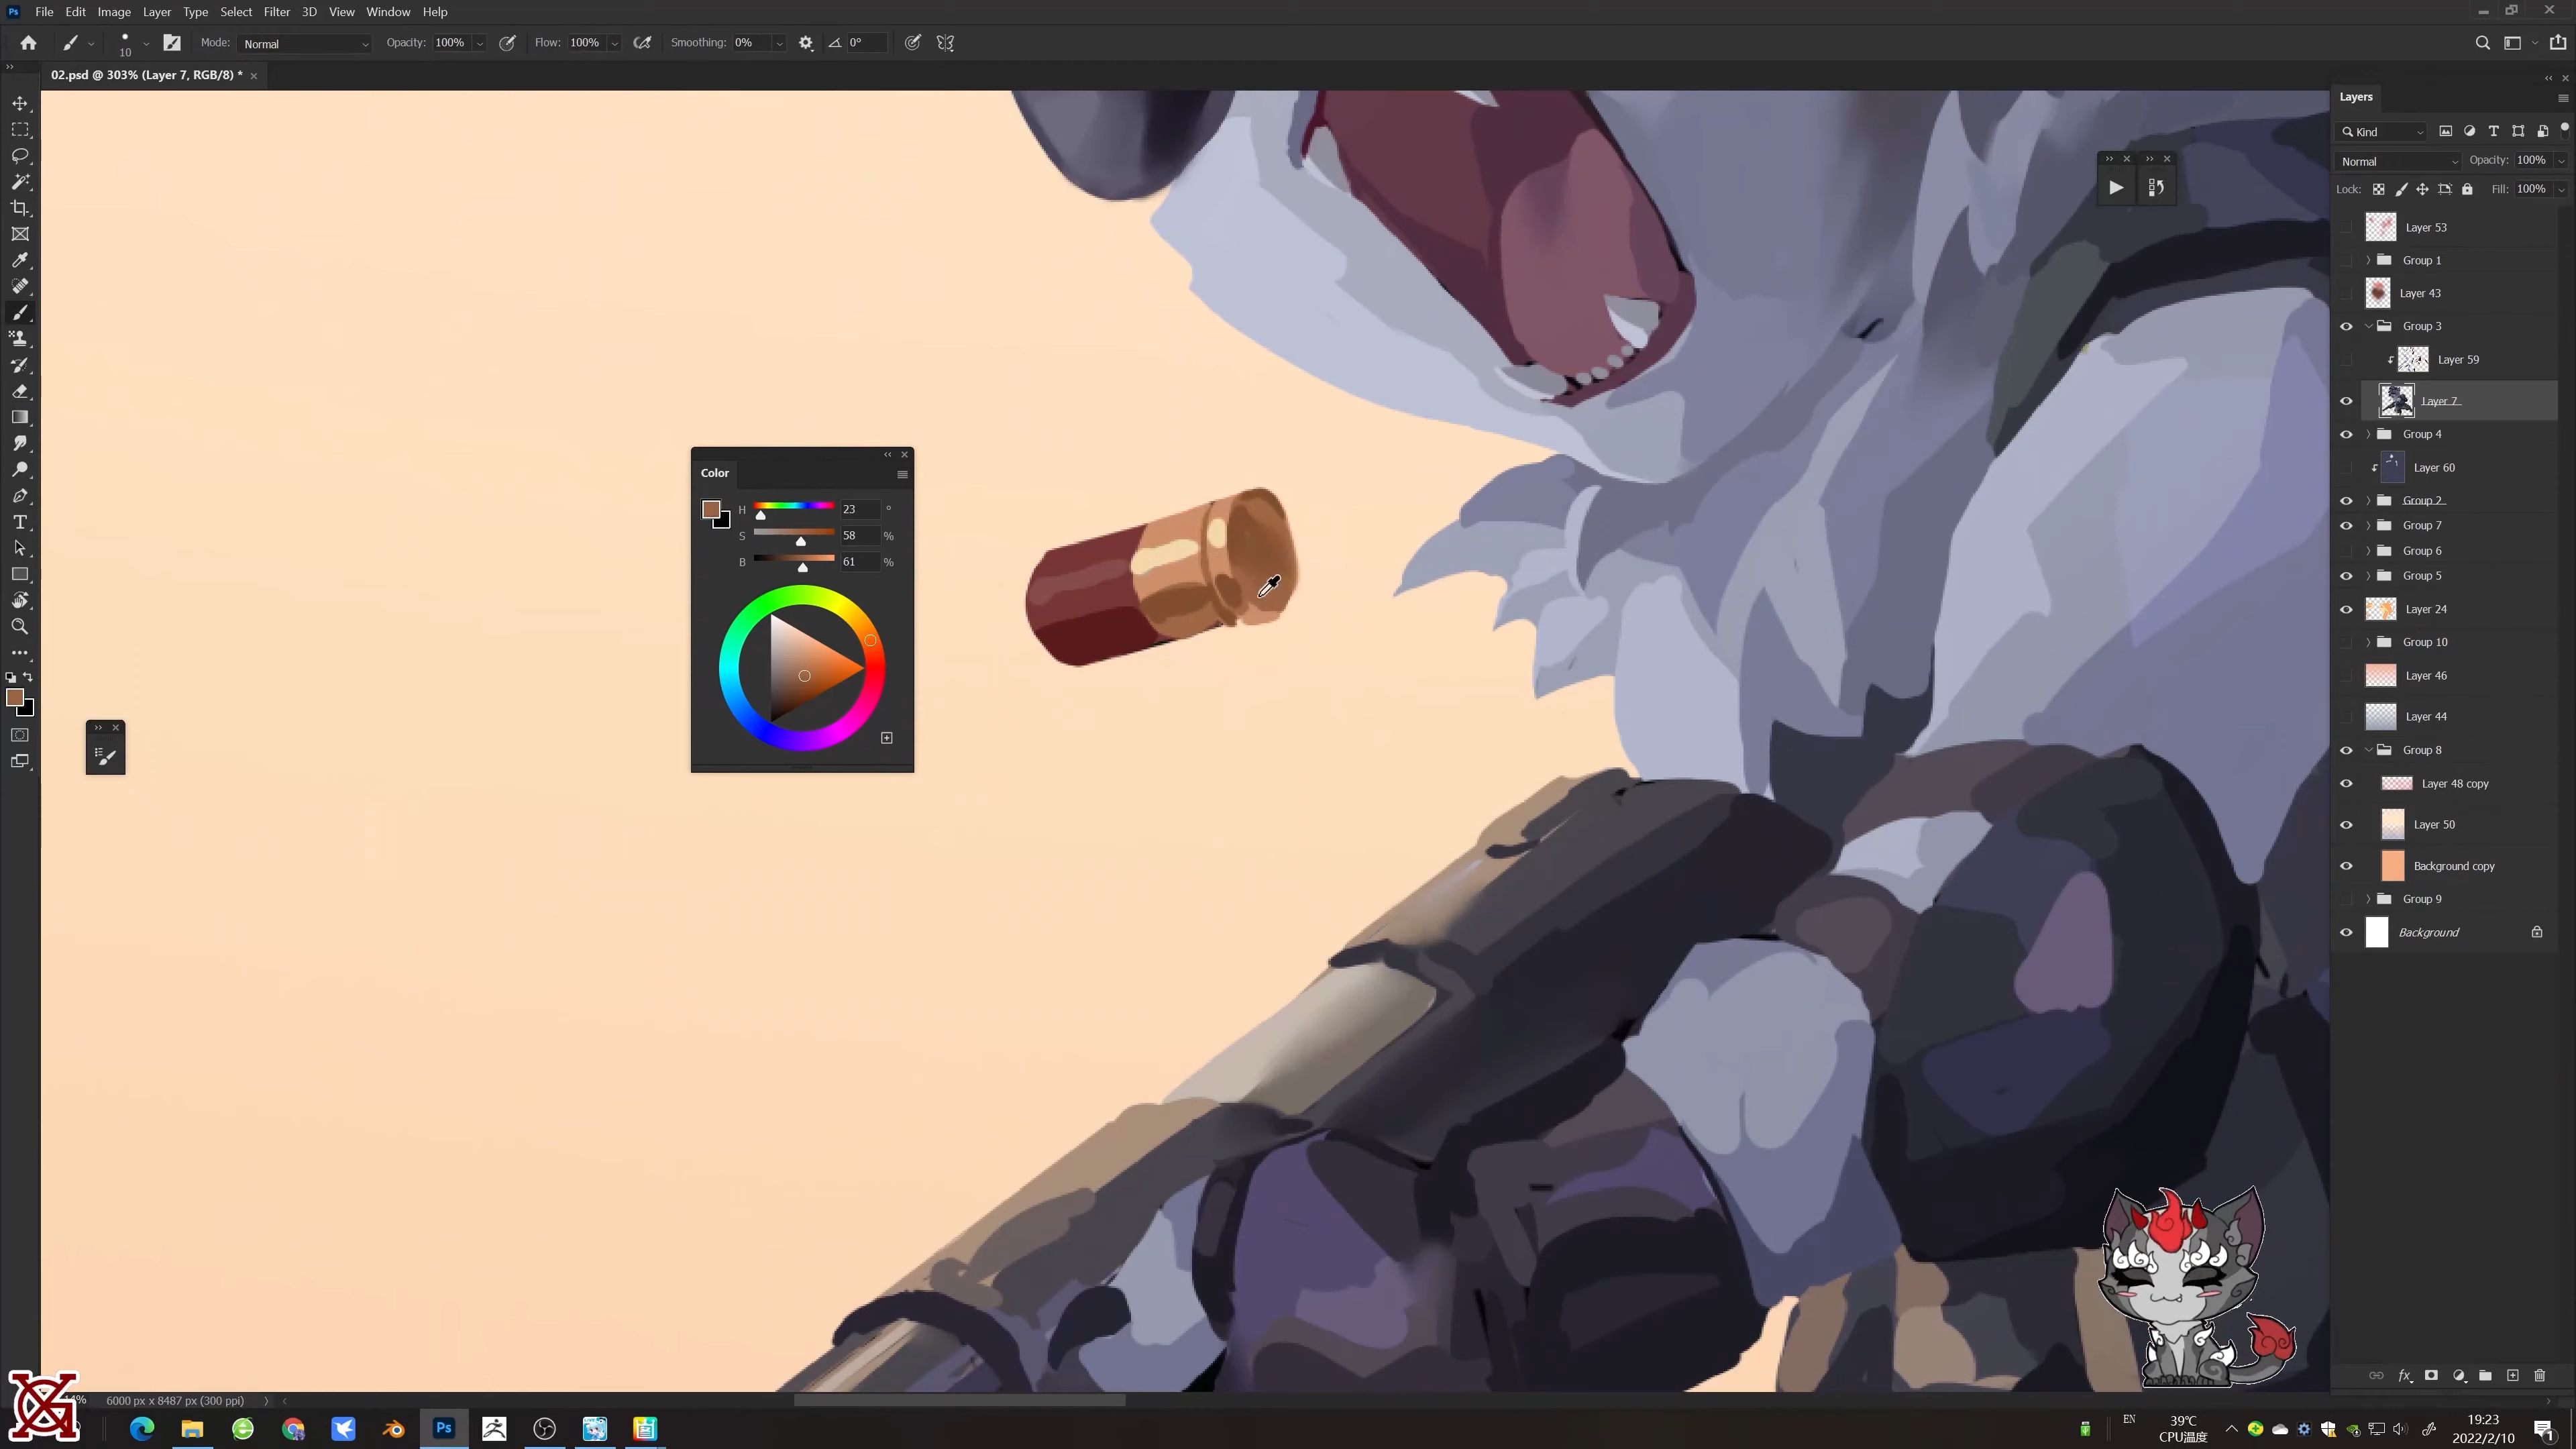 File Edit Image Layer Type Select Filter 3D View Window Help
10 Mode: Normal Opacity: 100% Flow: 100% Smoothing: 0% 0°
02.psd @ 303% (Layer 7, RGB/8) *
Color
H 23 °
S 58 %
B 61 %
Layers
Kind
Normal Opacity: 100%
Lock: Fill: 100%
Layer 53
Group 1
Layer 43
Group 3
Layer 59
Layer 7
Group 4
Layer 60
Group 2
Group 7
Group 6
Group 5
Layer 24
Group 10
Layer 46
Layer 44
Group 8
Layer 48 copy
Layer 50
Background copy
Group 9
Background
6000 px x 8487 px (300 ppi)
EN 39℃ 19:23
CPU温度 2022/2/10